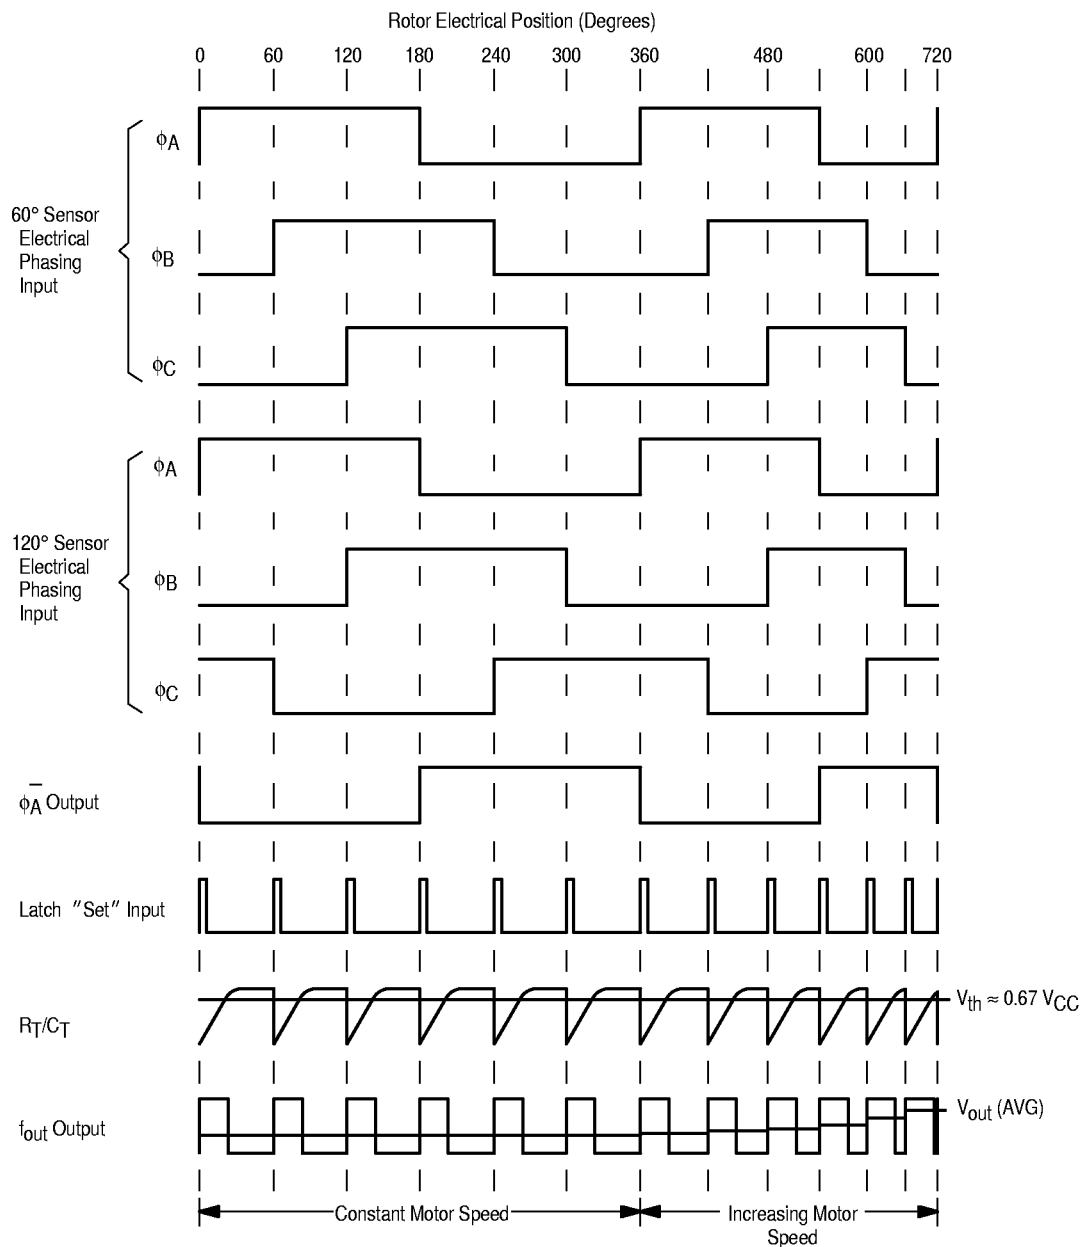 Rotor Electrical Position (Degrees)
0 60 120 180 240 300 360 480 600 720
ϕA
60° Sensor
Electrical
Phasing
Input
ϕB
ϕC
ϕA
120° Sensor
Electrical
Phasing
Input
ϕB
ϕC
ϕA̅ Output
Latch ″Set″ Input
Vth ≈ 0.67 VCC
RT/CT
Vout (AVG)
fout Output
Constant Motor Speed
Increasing Motor
Speed